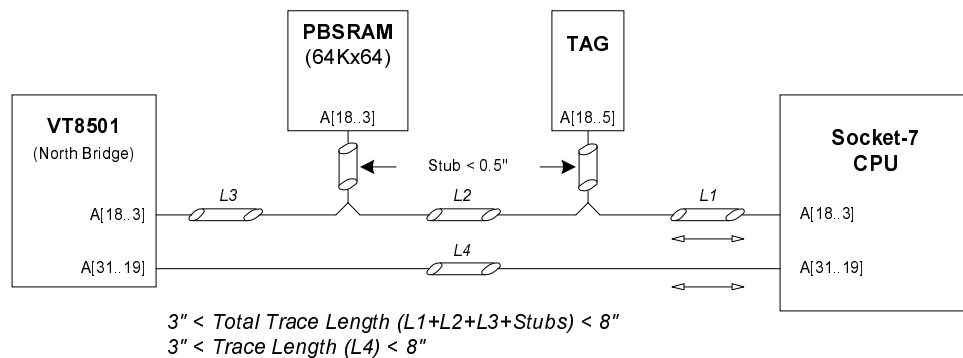 PBSRAM
(64Kx64)
A[18..3]
TAG
A[18..5]
VT8501
(North Bridge)
A[18..3]
A[31..19]
Socket-7
CPU
A[18..3]
A[31..19]
Stub < 0.5"
L3
L2
L1
L4
3" < Total Trace Length (L1+L2+L3+Stubs) < 8"
3" < Trace Length (L4) < 8"